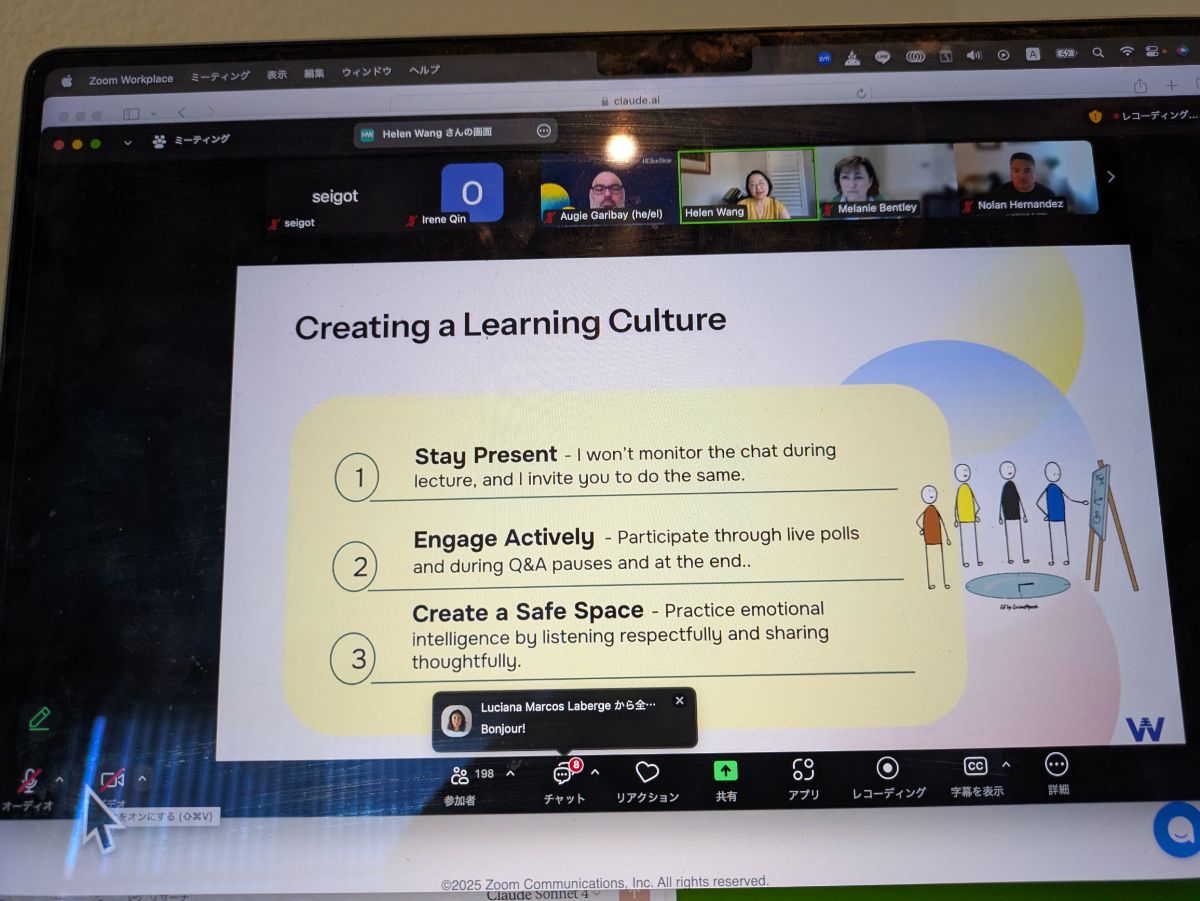 Zoom Workplace ミーティング 表示 編集 ウィンドウ ヘルプ
zm
A
claude.ai
ミーティング
HW Helen Wang さんの画面
レコーディング...
seigot
seigot
O
Irene Qin
Augie Garibay (he/el)
Helen Wang
Melanie Bentley
Nolan Hernandez
Creating a Learning Culture
1
Stay Present - I won't monitor the chat during
lecture, and I invite you to do the same.
2
Engage Actively - Participate through live polls
and during Q&A pauses and at the end..
3
Create a Safe Space - Practice emotional
intelligence by listening respectfully and sharing
thoughtfully.
Luciana Marcos Laberge から全…
Bonjour!
W
オーディオ
198
参加者
8
チャット
リアクション
共有
アプリ
レコーディング
CC
字幕を表示
詳細
をオンにする (⇧⌘V)
©2025 Zoom Communications, Inc. All rights reserved.
Claude Sonnet 4